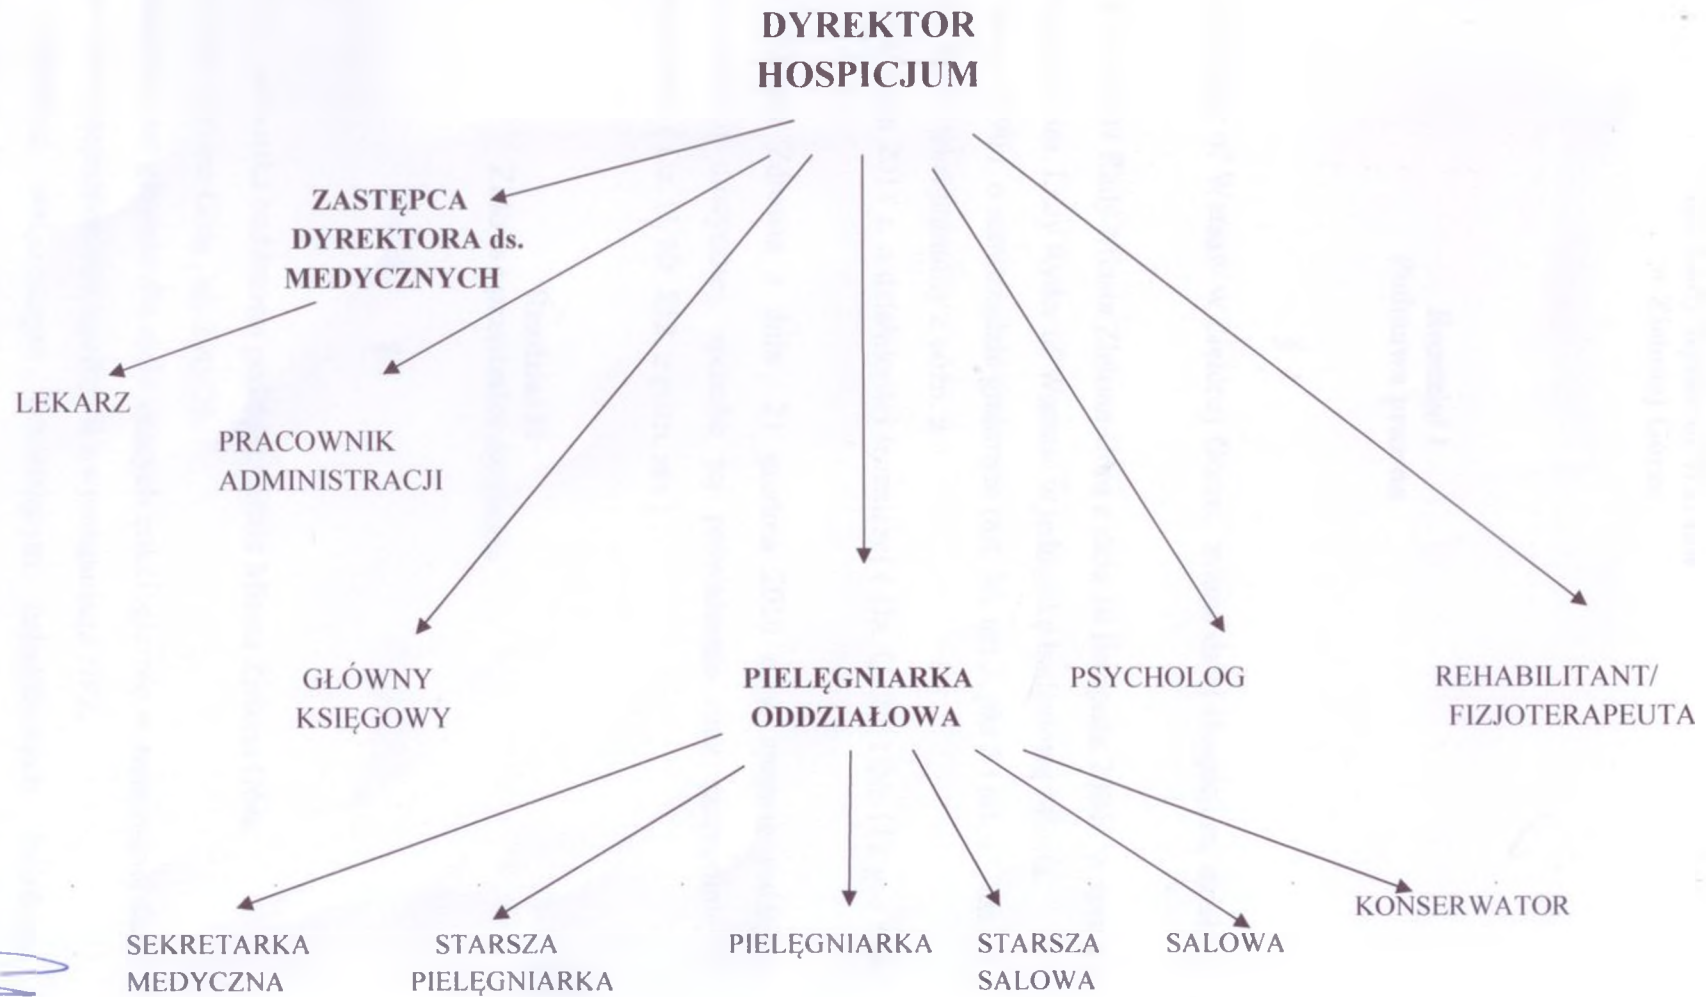 DYREKTOR
HOSPICJUM
ZASTĘPCA
DYREKTORA ds.
MEDYCZNYCH
LEKARZ
PRACOWNIK
ADMINISTRACJI
GŁÓWNY
KSIĘGOWY
PIELĘGNIARKA
ODDZIAŁOWA
PSYCHOLOG
REHABILITANT/
FIZJOTERAPEUTA
SEKRETARKA
MEDYCZNA
STARSZA
PIELĘGNIARKA
PIELĘGNIARKA
STARSZA
SALOWA
SALOWA
KONSERWATOR